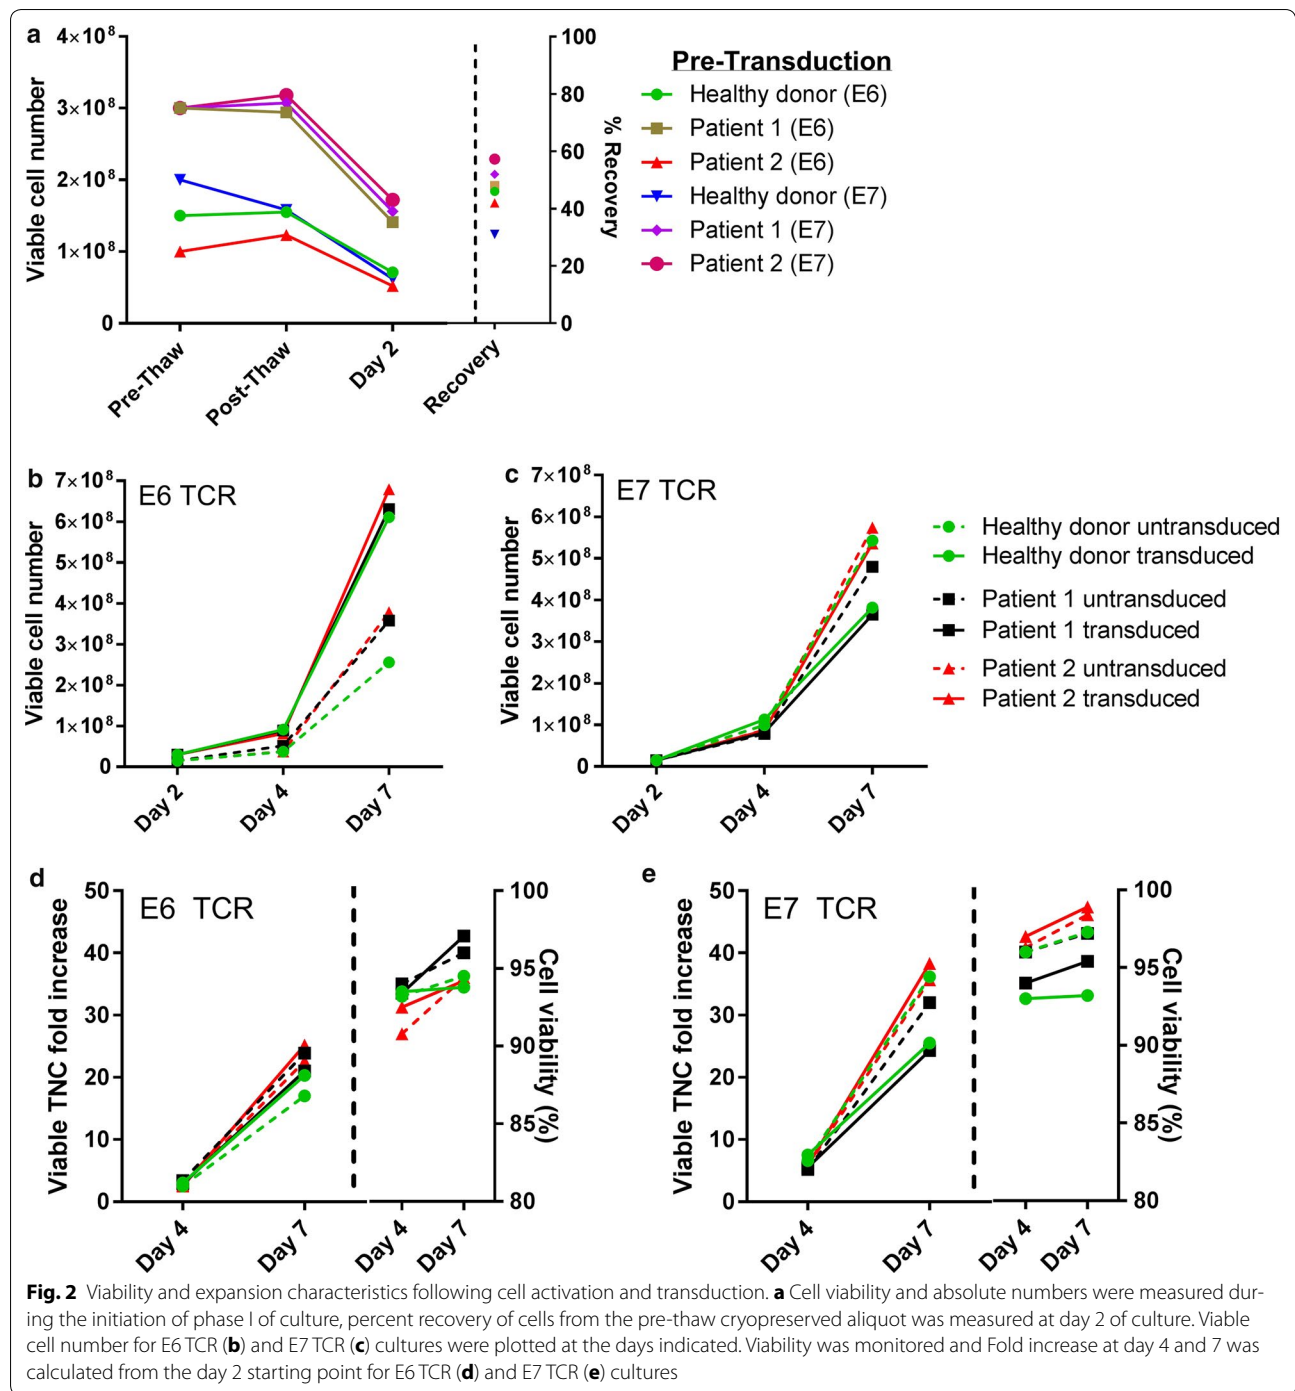 a
4×10⁸
3×10⁸
2×10⁸
1×10⁸
0
Viable cell number
Pre-Thaw
Post-Thaw
Day 2
Recovery
100
80
60
40
20
0
% Recovery
Pre-Transduction
Healthy donor (E6)
Patient 1 (E6)
Patient 2 (E6)
Healthy donor (E7)
Patient 1 (E7)
Patient 2 (E7)
b
E6 TCR
7×10⁸
6×10⁸
5×10⁸
4×10⁸
3×10⁸
2×10⁸
1×10⁸
0
Viable cell number
Day 2
Day 4
Day 7
c
E7 TCR
7×10⁸
6×10⁸
5×10⁸
4×10⁸
3×10⁸
2×10⁸
1×10⁸
0
Viable cell number
Day 2
Day 4
Day 7
Healthy donor untransduced
Healthy donor transduced
Patient 1 untransduced
Patient 1 transduced
Patient 2 untransduced
Patient 2 transduced
d
E6 TCR
50
40
30
20
10
0
Viable TNC fold increase
Day 4
Day 7
Day 4
Day 7
100
95
90
85
80
Cell viability (%)
e
E7 TCR
50
40
30
20
10
0
Viable TNC fold increase
Day 4
Day 7
Day 4
Day 7
100
95
90
85
80
Cell viability (%)
Fig. 2 Viability and expansion characteristics following cell activation and transduction. a Cell viability and absolute numbers were measured dur-
ing the initiation of phase I of culture, percent recovery of cells from the pre-thaw cryopreserved aliquot was measured at day 2 of culture. Viable
cell number for E6 TCR (b) and E7 TCR (c) cultures were plotted at the days indicated. Viability was monitored and Fold increase at day 4 and 7 was
calculated from the day 2 starting point for E6 TCR (d) and E7 TCR (e) cultures